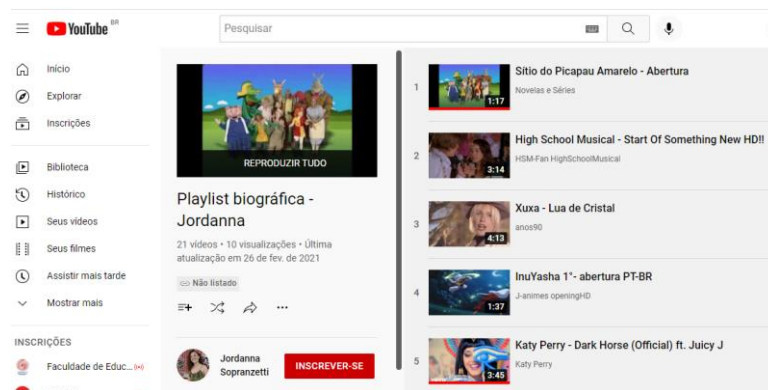 YouTube BR
Pesquisar
Início
Explorar
Inscrições
Biblioteca
Histórico
Seus vídeos
Seus filmes
Assistir mais tarde
Mostrar mais
INSCRIÇÕES
Faculdade de Educ...
REPRODUZIR TUDO
Playlist biográfica -
Jordanna
21 vídeos • 10 visualizações • Última
atualização em 26 de fev. de 2021
Não listado
Jordanna
Sopranzetti
INSCREVER-SE
1
1:17
Sítio do Picapau Amarelo - Abertura
Novelas e Séries
2
3:14
High School Musical - Start Of Something New HD!!
HSM-Fan HighSchoolMusical
3
4:13
Xuxa - Lua de Cristal
anos90
4
1:37
InuYasha 1°- abertura PT-BR
J-animes openingHD
5
3:45
Katy Perry - Dark Horse (Official) ft. Juicy J
Katy Perry